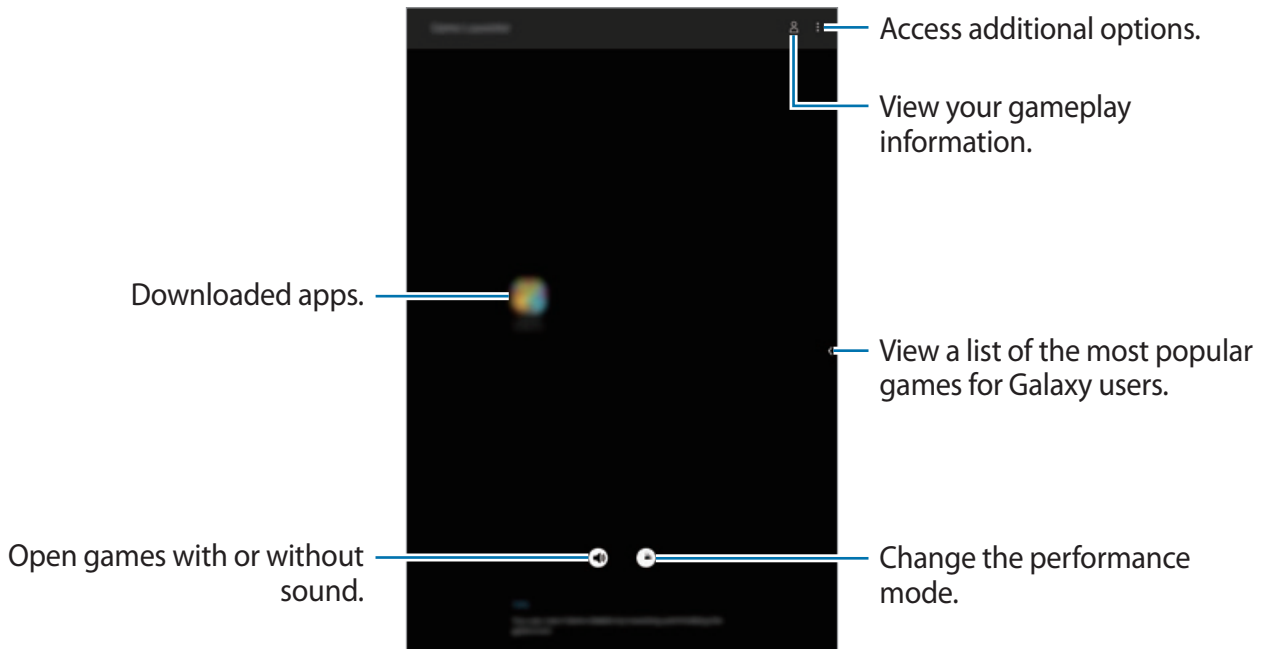 Access additional options.
View your gameplay
information.
Downloaded apps.
View a list of the most popular
games for Galaxy users.
Open games with or without
sound.
Change the performance
mode.